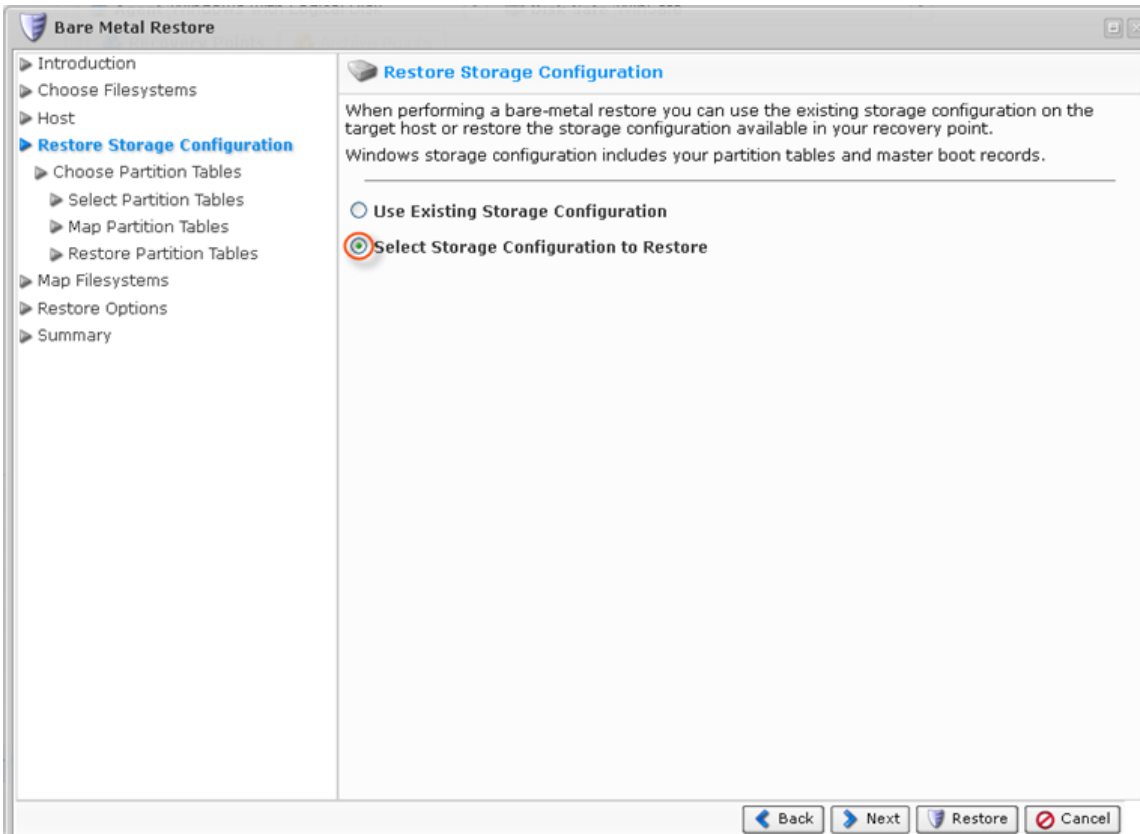 Bare Metal Restore
Introduction
Choose Filesystems
Host
Restore Storage Configuration
Choose Partition Tables
Select Partition Tables
Map Partition Tables
Restore Partition Tables
Map Filesystems
Restore Options
Summary
Restore Storage Configuration
When performing a bare-metal restore you can use the existing storage configuration on the
target host or restore the storage configuration available in your recovery point.
Windows storage configuration includes your partition tables and master boot records.
Use Existing Storage Configuration
Select Storage Configuration to Restore
Back
Next
Restore
Cancel